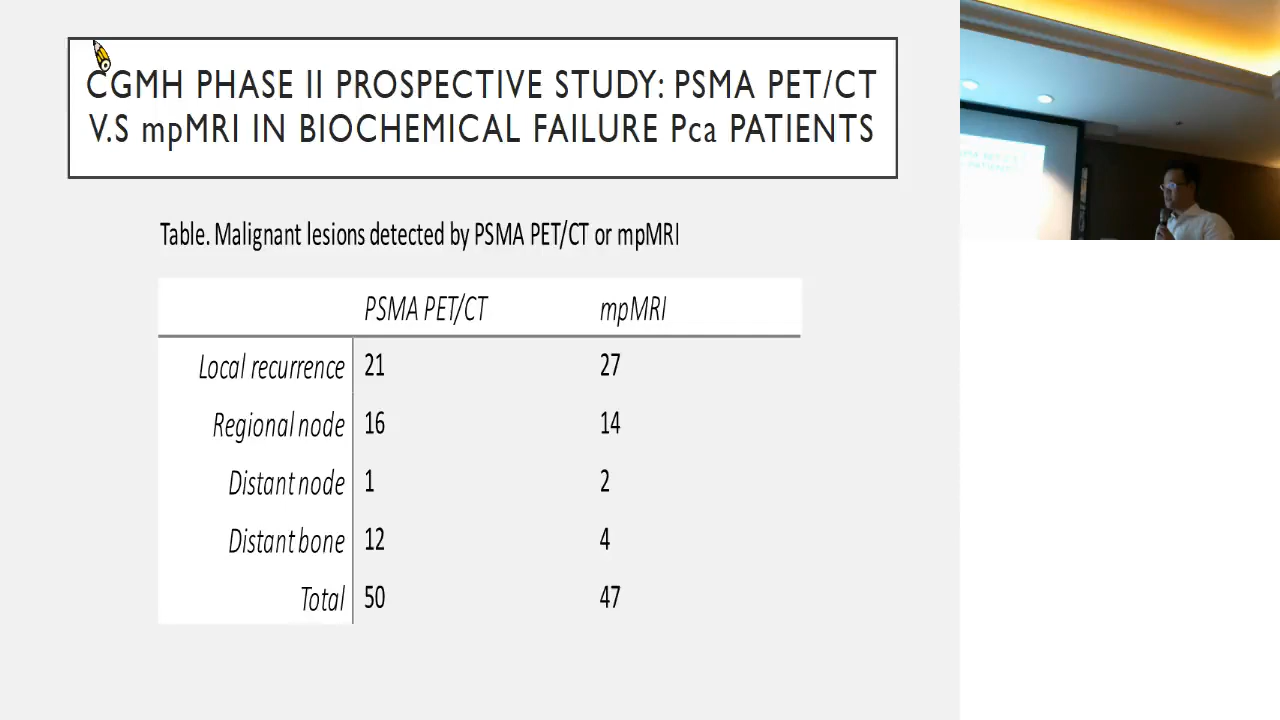 CGMH PHASE II PROSPECTIVE STUDY: PSMA PET/CT
V.S mpMRI IN BIOCHEMICAL FAILURE Pca PATIENTS
Table. Malignant lesions detected by PSMA PET/CT or mpMRI
PSMA PET/CT mpMRI
Local recurrence 21 27
Regional node 16 14
Distant node 1 2
Distant bone 12 4
Total 50 47